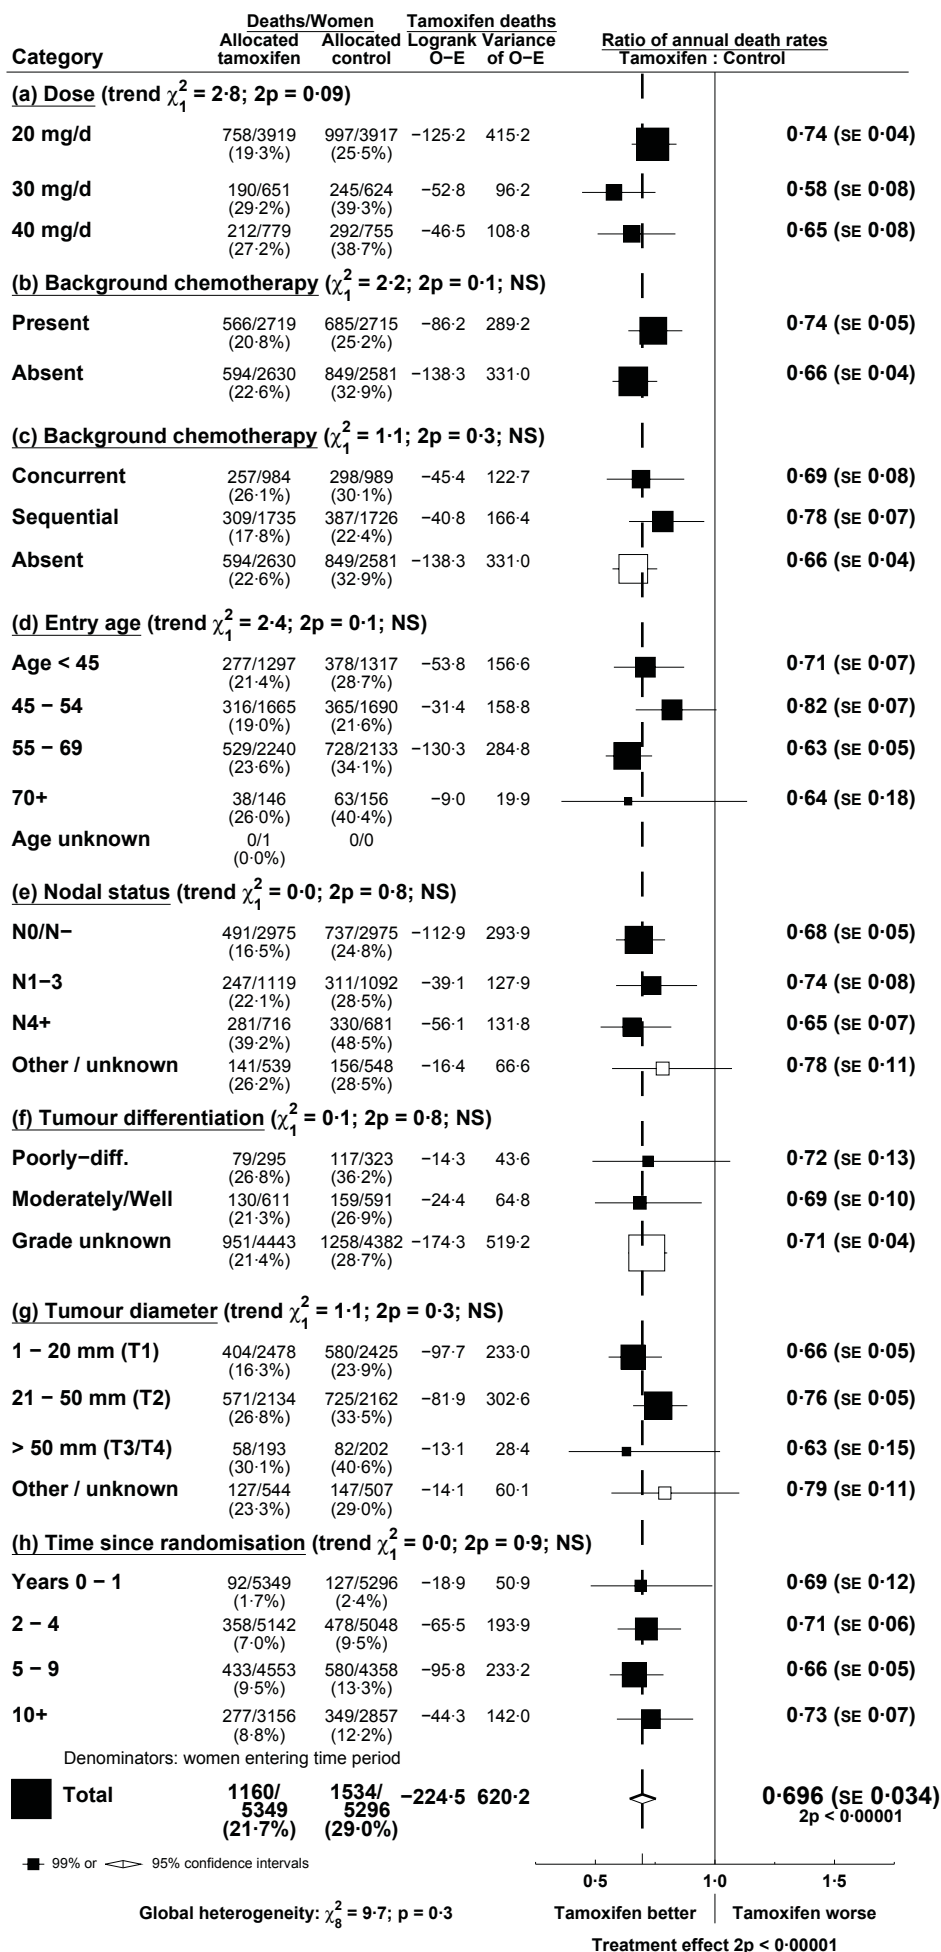 Deaths/Women Tamoxifen deaths
Allocated Allocated Logrank Variance Ratio of annual death rates
Category tamoxifen control O−E of O−E Tamoxifen : Control
(a) Dose (trend χ²₁ = 2·8; 2p = 0·09)
20 mg/d 758/3919 997/3917 −125·2 415·2 0·74 (SE 0·04)
(19·3%) (25·5%)
30 mg/d 190/651 245/624 −52·8 96·2 0·58 (SE 0·08)
(29·2%) (39·3%)
40 mg/d 212/779 292/755 −46·5 108·8 0·65 (SE 0·08)
(27·2%) (38·7%)
(b) Background chemotherapy (χ²₁ = 2·2; 2p = 0·1; NS)
Present 566/2719 685/2715 −86·2 289·2 0·74 (SE 0·05)
(20·8%) (25·2%)
Absent 594/2630 849/2581 −138·3 331·0 0·66 (SE 0·04)
(22·6%) (32·9%)
(c) Background chemotherapy (χ²₁ = 1·1; 2p = 0·3; NS)
Concurrent 257/984 298/989 −45·4 122·7 0·69 (SE 0·08)
(26·1%) (30·1%)
Sequential 309/1735 387/1726 −40·8 166·4 0·78 (SE 0·07)
(17·8%) (22·4%)
Absent 594/2630 849/2581 −138·3 331·0 0·66 (SE 0·04)
(22·6%) (32·9%)
(d) Entry age (trend χ²₁ = 2·4; 2p = 0·1; NS)
Age < 45 277/1297 378/1317 −53·8 156·6 0·71 (SE 0·07)
(21·4%) (28·7%)
45 − 54 316/1665 365/1690 −31·4 158·8 0·82 (SE 0·07)
(19·0%) (21·6%)
55 − 69 529/2240 728/2133 −130·3 284·8 0·63 (SE 0·05)
(23·6%) (34·1%)
70+ 38/146 63/156 −9·0 19·9 0·64 (SE 0·18)
(26·0%) (40·4%)
Age unknown 0/1 0/0
(0·0%)
(e) Nodal status (trend χ²₁ = 0·0; 2p = 0·8; NS)
N0/N− 491/2975 737/2975 −112·9 293·9 0·68 (SE 0·05)
(16·5%) (24·8%)
N1−3 247/1119 311/1092 −39·1 127·9 0·74 (SE 0·08)
(22·1%) (28·5%)
N4+ 281/716 330/681 −56·1 131·8 0·65 (SE 0·07)
(39·2%) (48·5%)
Other / unknown 141/539 156/548 −16·4 66·6 0·78 (SE 0·11)
(26·2%) (28·5%)
(f) Tumour differentiation (χ²₁ = 0·1; 2p = 0·8; NS)
Poorly−diff. 79/295 117/323 −14·3 43·6 0·72 (SE 0·13)
(26·8%) (36·2%)
Moderately/Well 130/611 159/591 −24·4 64·8 0·69 (SE 0·10)
(21·3%) (26·9%)
Grade unknown 951/4443 1258/4382 −174·3 519·2 0·71 (SE 0·04)
(21·4%) (28·7%)
(g) Tumour diameter (trend χ²₁ = 1·1; 2p = 0·3; NS)
1 − 20 mm (T1) 404/2478 580/2425 −97·7 233·0 0·66 (SE 0·05)
(16·3%) (23·9%)
21 − 50 mm (T2) 571/2134 725/2162 −81·9 302·6 0·76 (SE 0·05)
(26·8%) (33·5%)
> 50 mm (T3/T4) 58/193 82/202 −13·1 28·4 0·63 (SE 0·15)
(30·1%) (40·6%)
Other / unknown 127/544 147/507 −14·1 60·1 0·79 (SE 0·11)
(23·3%) (29·0%)
(h) Time since randomisation (trend χ²₁ = 0·0; 2p = 0·9; NS)
Years 0 − 1 92/5349 127/5296 −18·9 50·9 0·69 (SE 0·12)
(1·7%) (2·4%)
2 − 4 358/5142 478/5048 −65·5 193·9 0·71 (SE 0·06)
(7·0%) (9·5%)
5 − 9 433/4553 580/4358 −95·8 233·2 0·66 (SE 0·05)
(9·5%) (13·3%)
10+ 277/3156 349/2857 −44·3 142·0 0·73 (SE 0·07)
(8·8%) (12·2%)
Denominators: women entering time period
Total 1160/ 1534/ −224·5 620·2 0·696 (SE 0·034)
5349 5296 2p < 0·00001
(21·7%) (29·0%)
99% or 95% confidence intervals
0·5 1·0 1·5
Global heterogeneity: χ²₈ = 9·7; p = 0·3 Tamoxifen better Tamoxifen worse
Treatment effect 2p < 0·00001